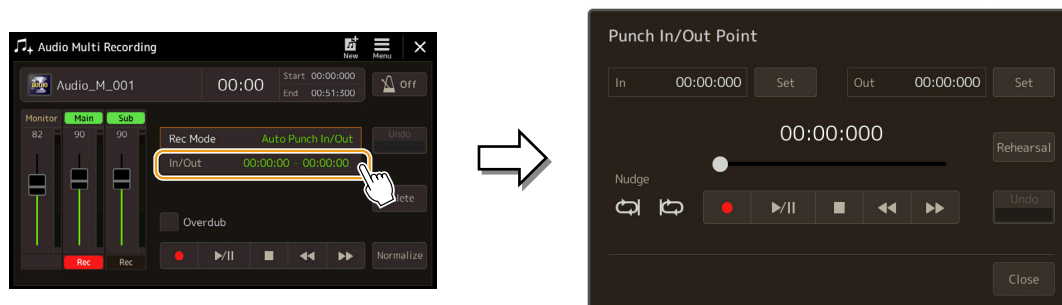 Audio Multi Recording
New
Menu
Audio_M_001
00:00
Start 00:00:000
End 00:51:300
Off
Monitor Main Sub
82 90 90
Rec Mode Auto Punch In/Out
Undo
In/Out 00:00:00 - 00:00:00
Overdub
Rec Rec
Normalize
Punch In/Out Point
In 00:00:000 Set
Out 00:00:000 Set
00:00:000
Rehearsal
Nudge
Undo
Close